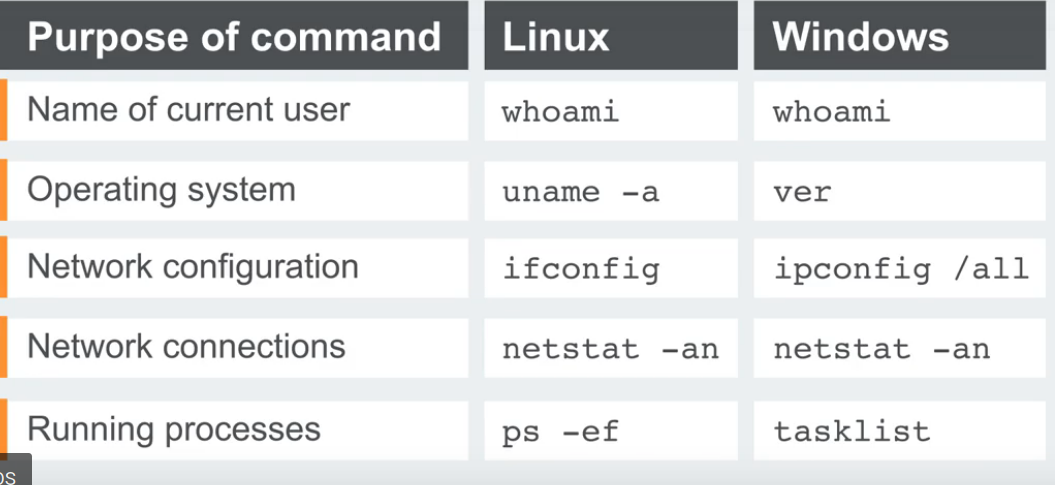 Purpose of command Linux Windows
Name of current user whoami whoami
Operating system uname -a ver
Network configuration ifconfig ipconfig /all
Network connections netstat -an netstat -an
Running processes ps -ef tasklist